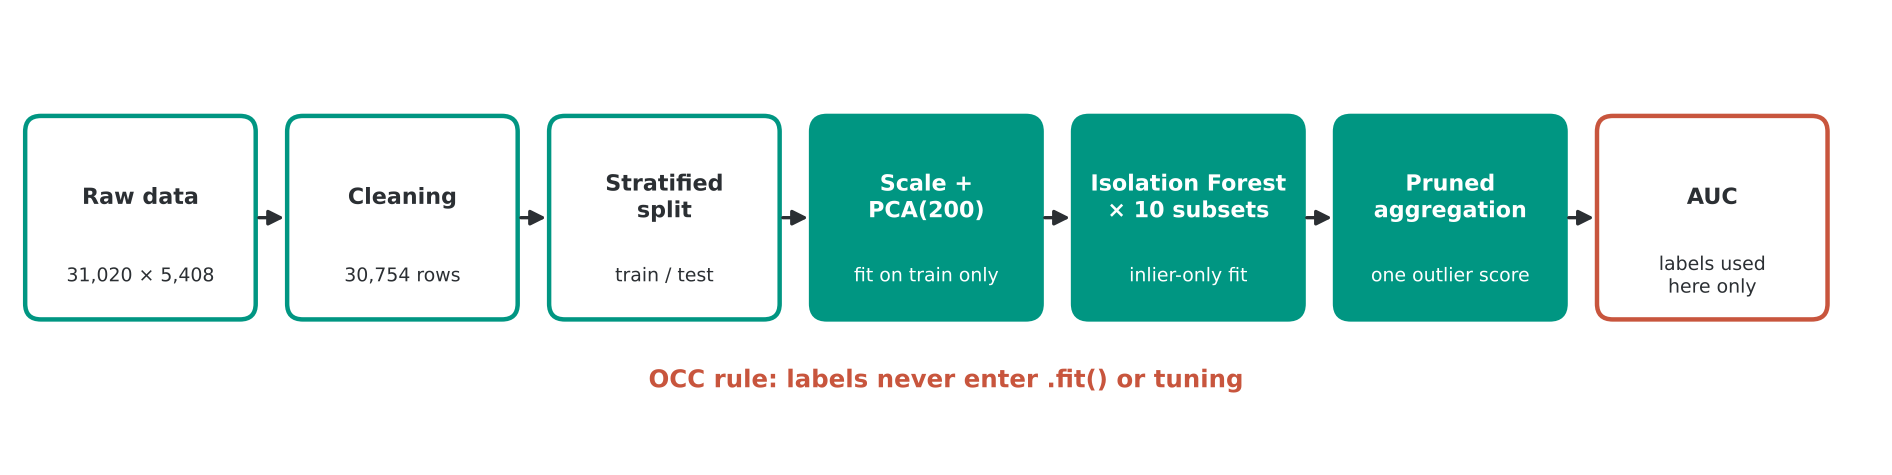 Raw data
31,020 × 5,408
Cleaning
30,754 rows
Stratified
split
train / test
Scale +
PCA(200)
fit on train only
Isolation Forest
× 10 subsets
inlier-only fit
Pruned
aggregation
one outlier score
AUC
labels used
here only
OCC rule: labels never enter .fit() or tuning